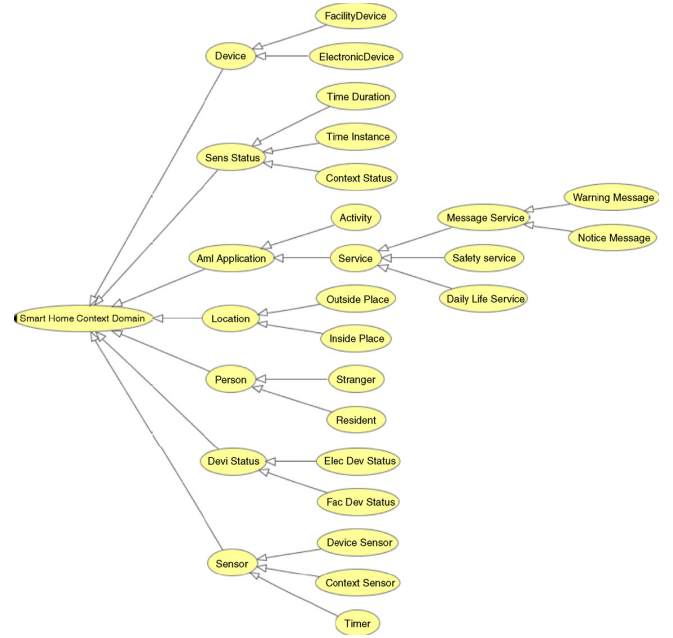 FacilityDevice
Device
ElectronicDevice
Time Duration
Time Instance
Sens Status
Context Status
Warning Message
Activity
Message Service
Notice Message
AmI Application
Service
Safety service
Outside Place
Daily Life Service
Smart Home Context Domain
Location
Inside Place
Person
Stranger
Resident
Devi Status
Elec Dev Status
Fac Dev Status
Device Sensor
Sensor
Context Sensor
Timer